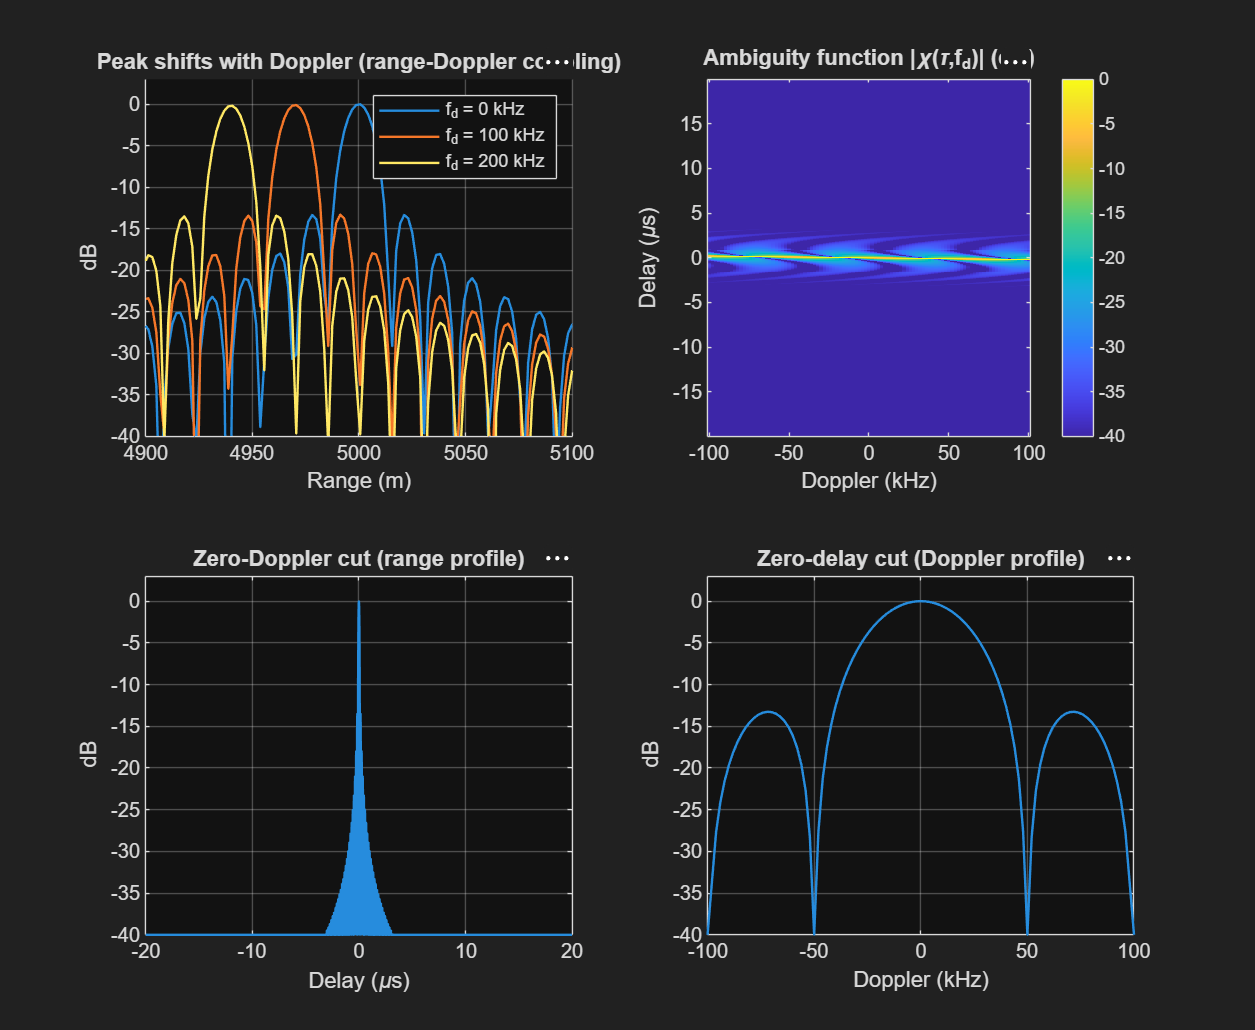 Peak shifts with Doppler (range-Doppler
f_d = 0 kHz
f_d = 100 kHz
f_d = 200 kHz
0
-5
-10
-15
-20
-25
-30
-35
-40
dB
4900 4950 5000 5050 5100
Range (m)
Ambiguity function |χ(τ,f_d)|
15
10
5
0
-5
-10
-15
Delay (μs)
-100 -50 0 50 100
Doppler (kHz)
0
-5
-10
-15
-20
-25
-30
-35
-40
Zero-Doppler cut (range profile) ...
0
-5
-10
-15
-20
-25
-30
-35
-40
dB
-20 -10 0 10 20
Delay (μs)
Zero-delay cut (Doppler profile) ...
0
-5
-10
-15
-20
-25
-30
-35
-40
dB
-100 -50 0 50 100
Doppler (kHz)